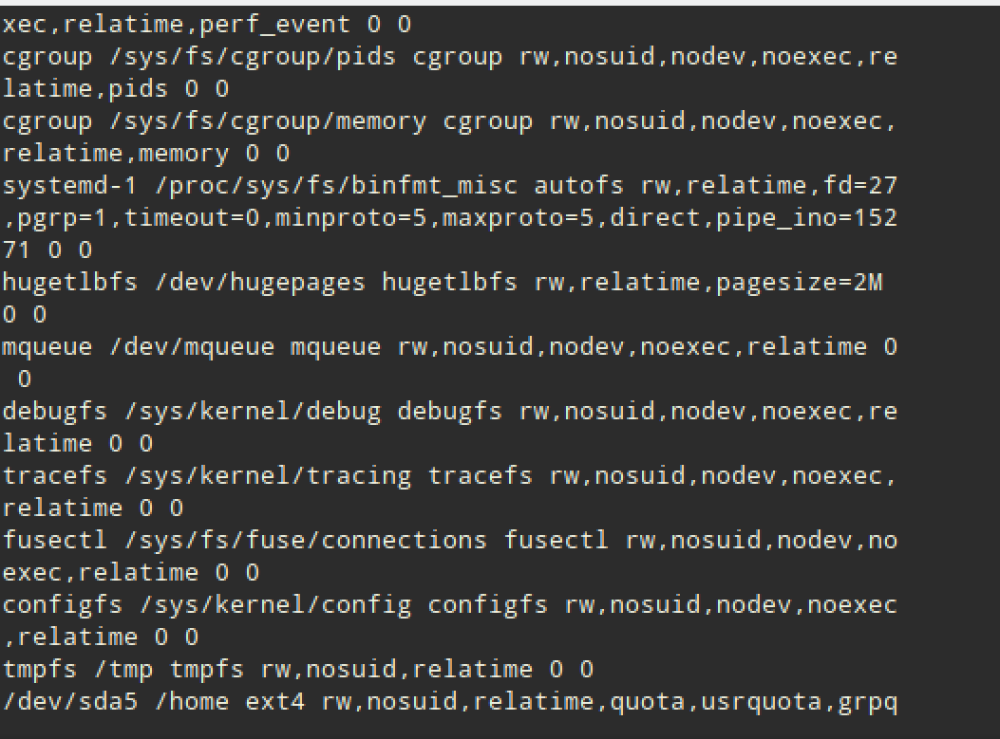 xec,relatime,perf_event 0 0
cgroup /sys/fs/cgroup/pids cgroup rw,nosuid,nodev,noexec,re
latime,pids 0 0
cgroup /sys/fs/cgroup/memory cgroup rw,nosuid,nodev,noexec,
relatime,memory 0 0
systemd-1 /proc/sys/fs/binfmt_misc autofs rw,relatime,fd=27
,pgrp=1,timeout=0,minproto=5,maxproto=5,direct,pipe_ino=152
71 0 0
hugetlbfs /dev/hugepages hugetlbfs rw,relatime,pagesize=2M
0 0
mqueue /dev/mqueue mqueue rw,nosuid,nodev,noexec,relatime 0
 0
debugfs /sys/kernel/debug debugfs rw,nosuid,nodev,noexec,re
latime 0 0
tracefs /sys/kernel/tracing tracefs rw,nosuid,nodev,noexec,
relatime 0 0
fusectl /sys/fs/fuse/connections fusectl rw,nosuid,nodev,no
exec,relatime 0 0
configfs /sys/kernel/config configfs rw,nosuid,nodev,noexec
,relatime 0 0
tmpfs /tmp tmpfs rw,nosuid,relatime 0 0
/dev/sda5 /home ext4 rw,nosuid,relatime,quota,usrquota,grpq